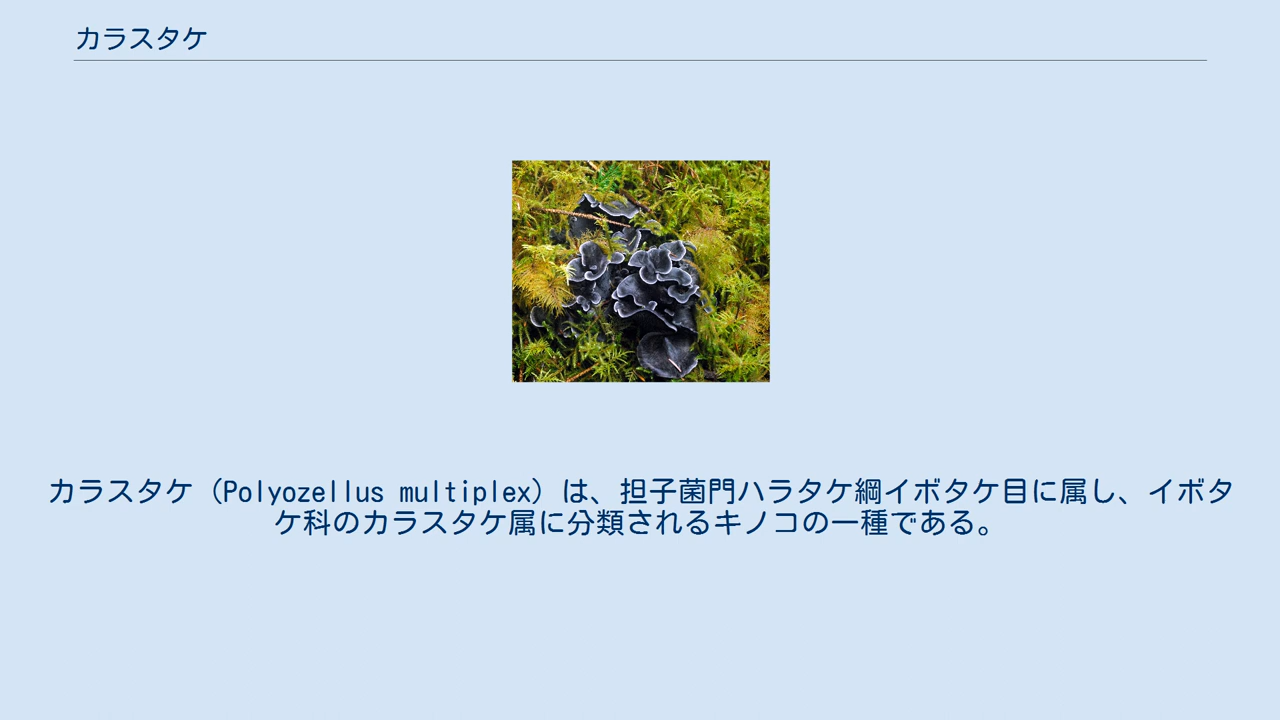 カラスタケ
カラスタケ（Polyozellus multiplex）は、担子菌門ハラタケ綱イボタケ目に属し、イボタ
ケ科のカラスタケ属に分類されるキノコの一種である。